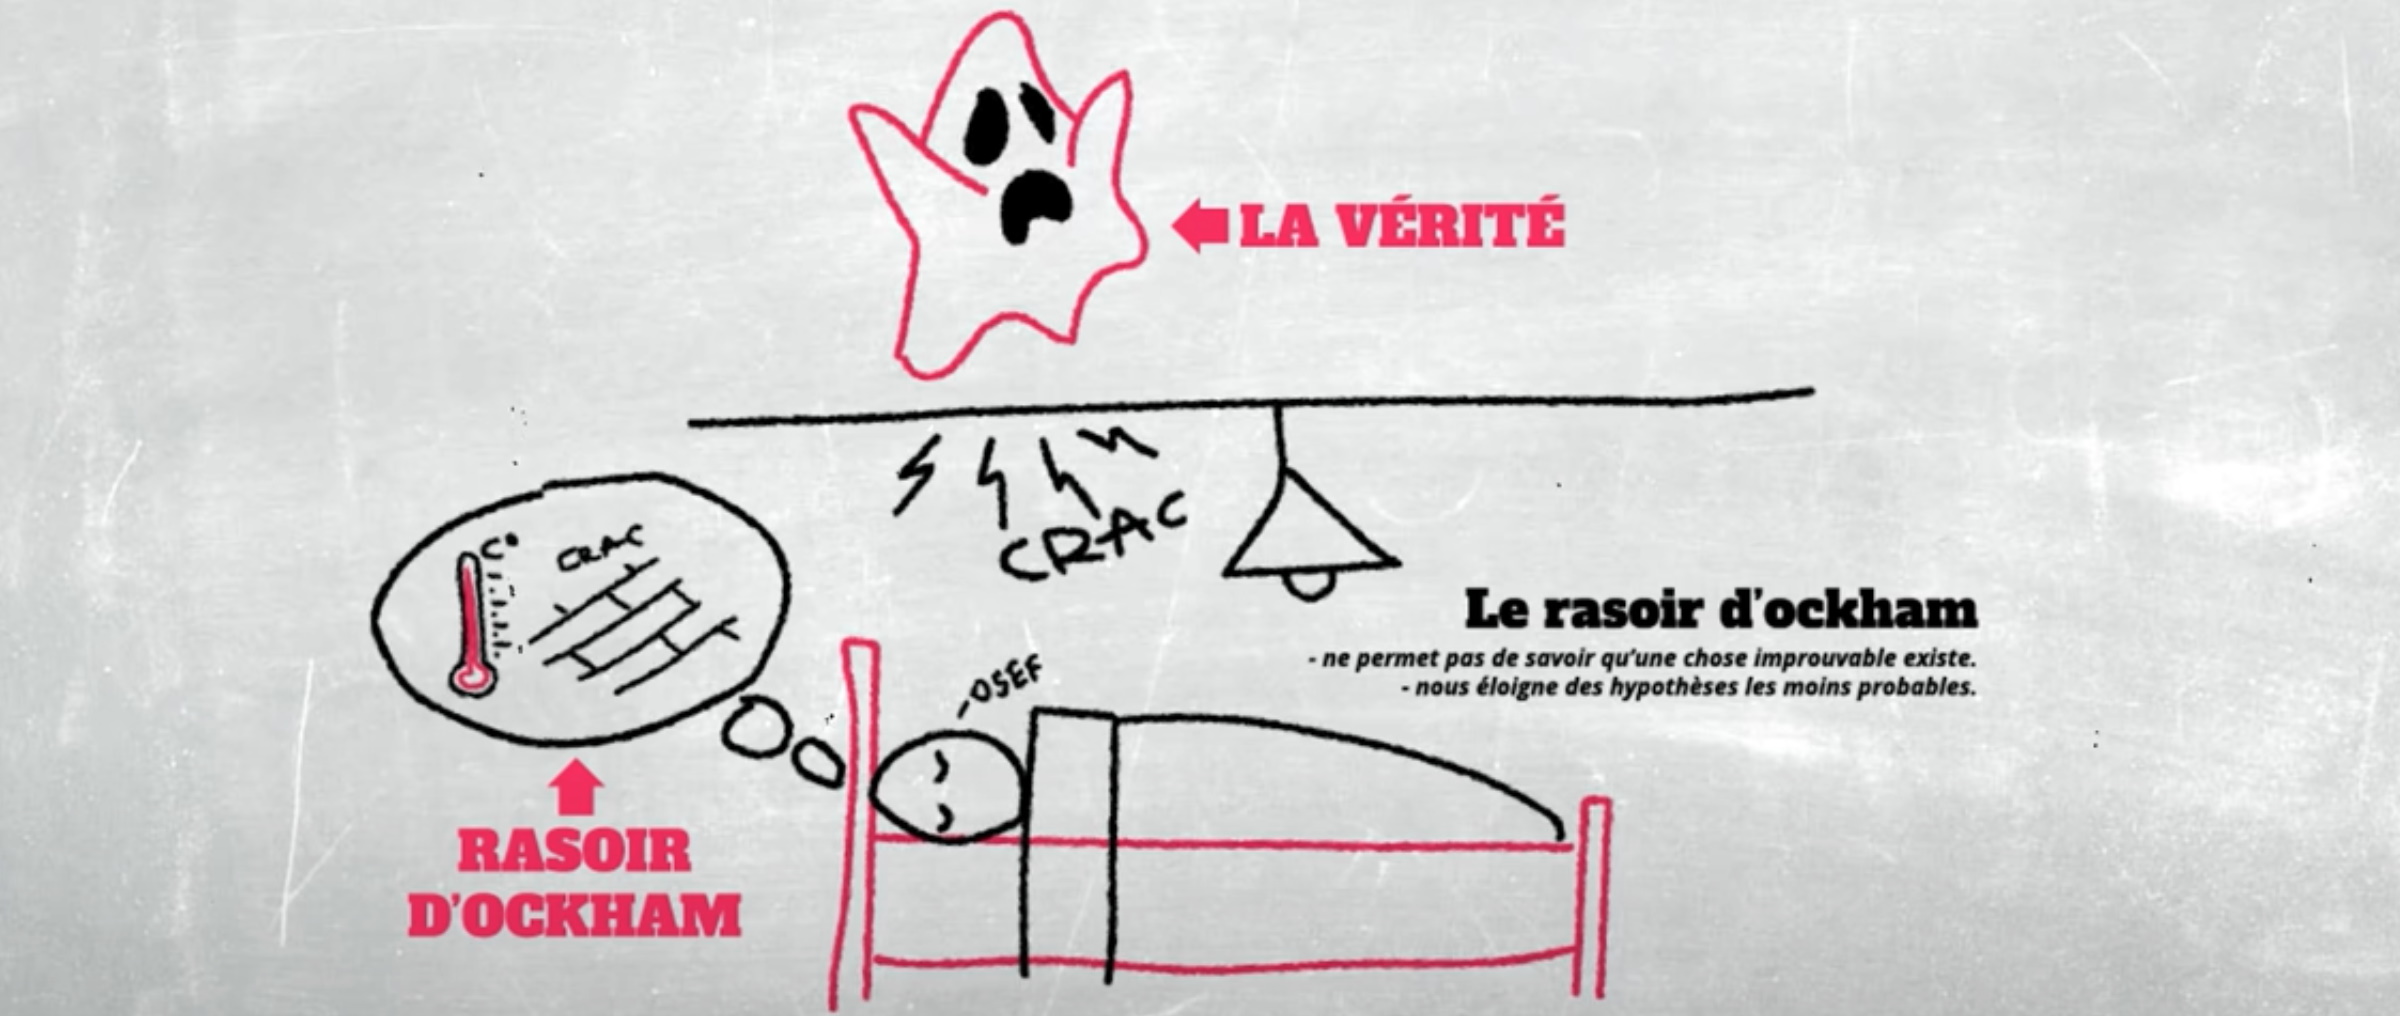 LA VÉRITÉ
CRAC
C°
CRAC
Le rasoir d'ockham
- ne permet pas de savoir qu'une chose improuvable existe.
- nous éloigne des hypothèses les moins probables.
- OSEF
RASOIR
D'OCKHAM